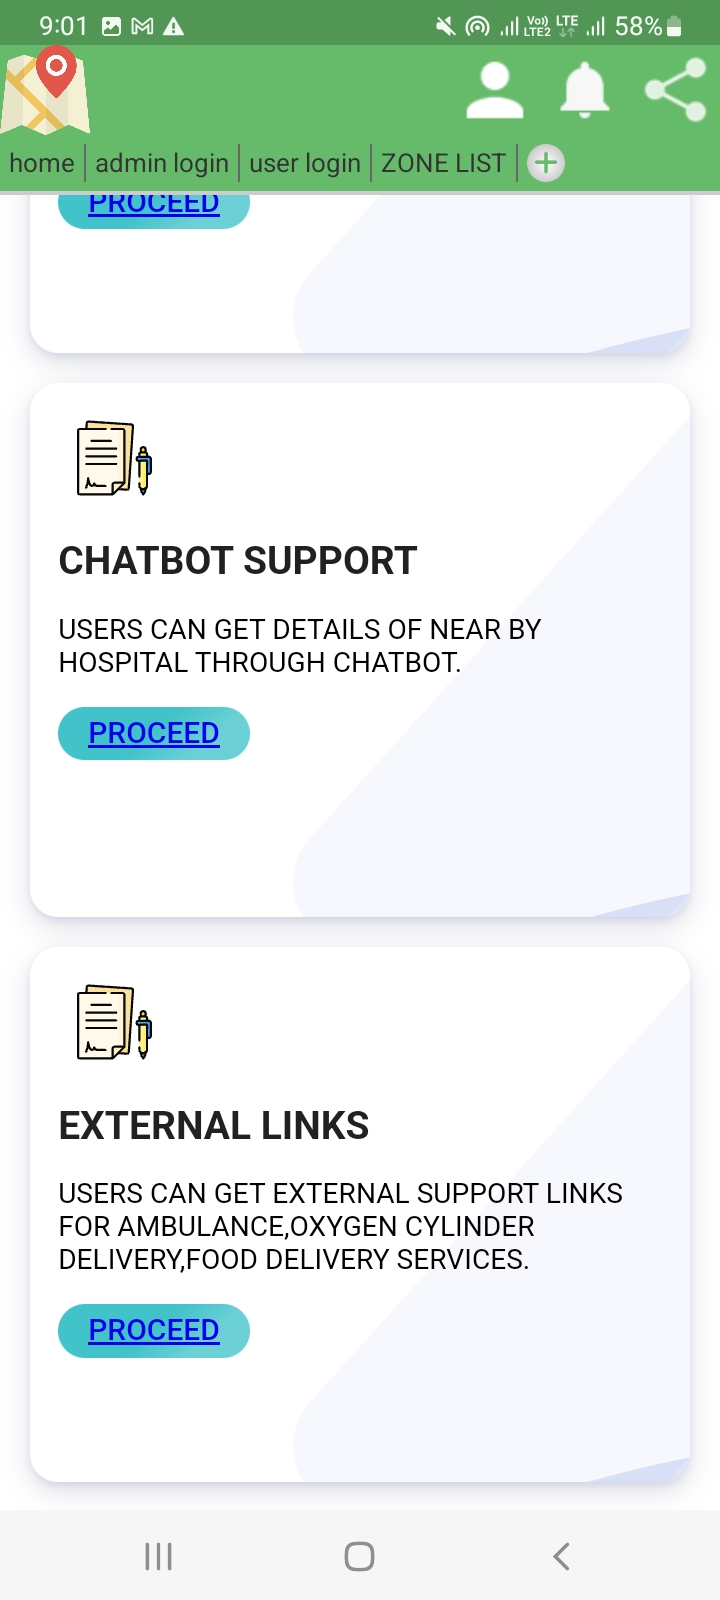 9:01
Vo)) LTE
LTE2
58%
home
admin login
user login
ZONE LIST
PROCEED
CHATBOT SUPPORT
USERS CAN GET DETAILS OF NEAR BY
HOSPITAL THROUGH CHATBOT.
PROCEED
EXTERNAL LINKS
USERS CAN GET EXTERNAL SUPPORT LINKS
FOR AMBULANCE,OXYGEN CYLINDER
DELIVERY,FOOD DELIVERY SERVICES.
PROCEED